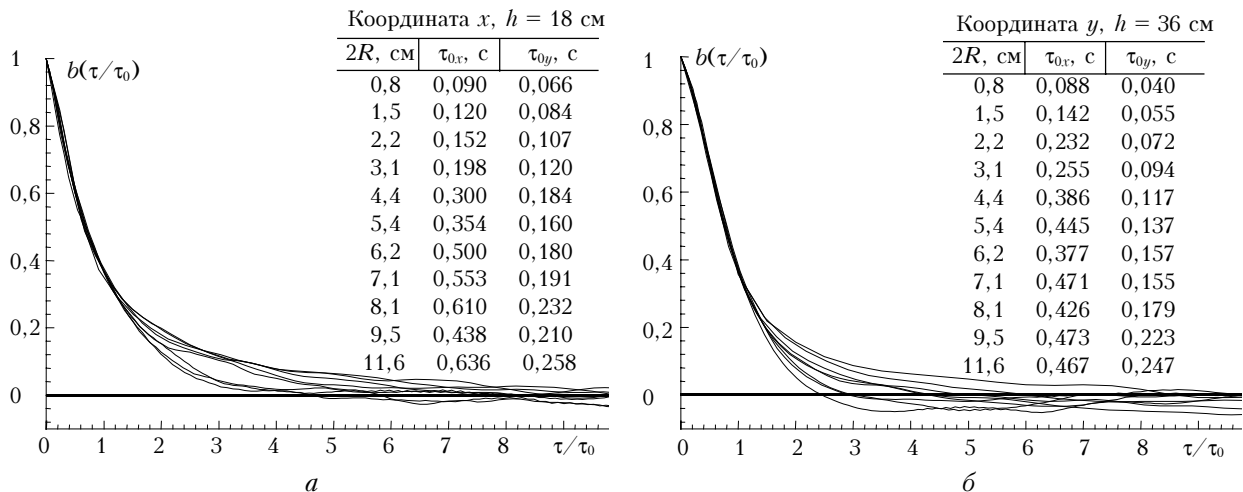 Координата x, h = 18 см
2R, см τ0x, с τ0y, с
0,8 0,090 0,066
1,5 0,120 0,084
2,2 0,152 0,107
3,1 0,198 0,120
4,4 0,300 0,184
5,4 0,354 0,160
6,2 0,500 0,180
7,1 0,553 0,191
8,1 0,610 0,232
9,5 0,438 0,210
11,6 0,636 0,258
b(τ/τ0)
1
0,8
0,6
0,4
0,2
0
0 1 2 3 4 5 6 7 8 τ/τ0
а
Координата y, h = 36 см
2R, см τ0x, с τ0y, с
0,8 0,088 0,040
1,5 0,142 0,055
2,2 0,232 0,072
3,1 0,255 0,094
4,4 0,386 0,117
5,4 0,445 0,137
6,2 0,377 0,157
7,1 0,471 0,155
8,1 0,426 0,179
9,5 0,473 0,223
11,6 0,467 0,247
b(τ/τ0)
1
0,8
0,6
0,4
0,2
0
0 1 2 3 4 5 6 7 8 τ/τ0
б